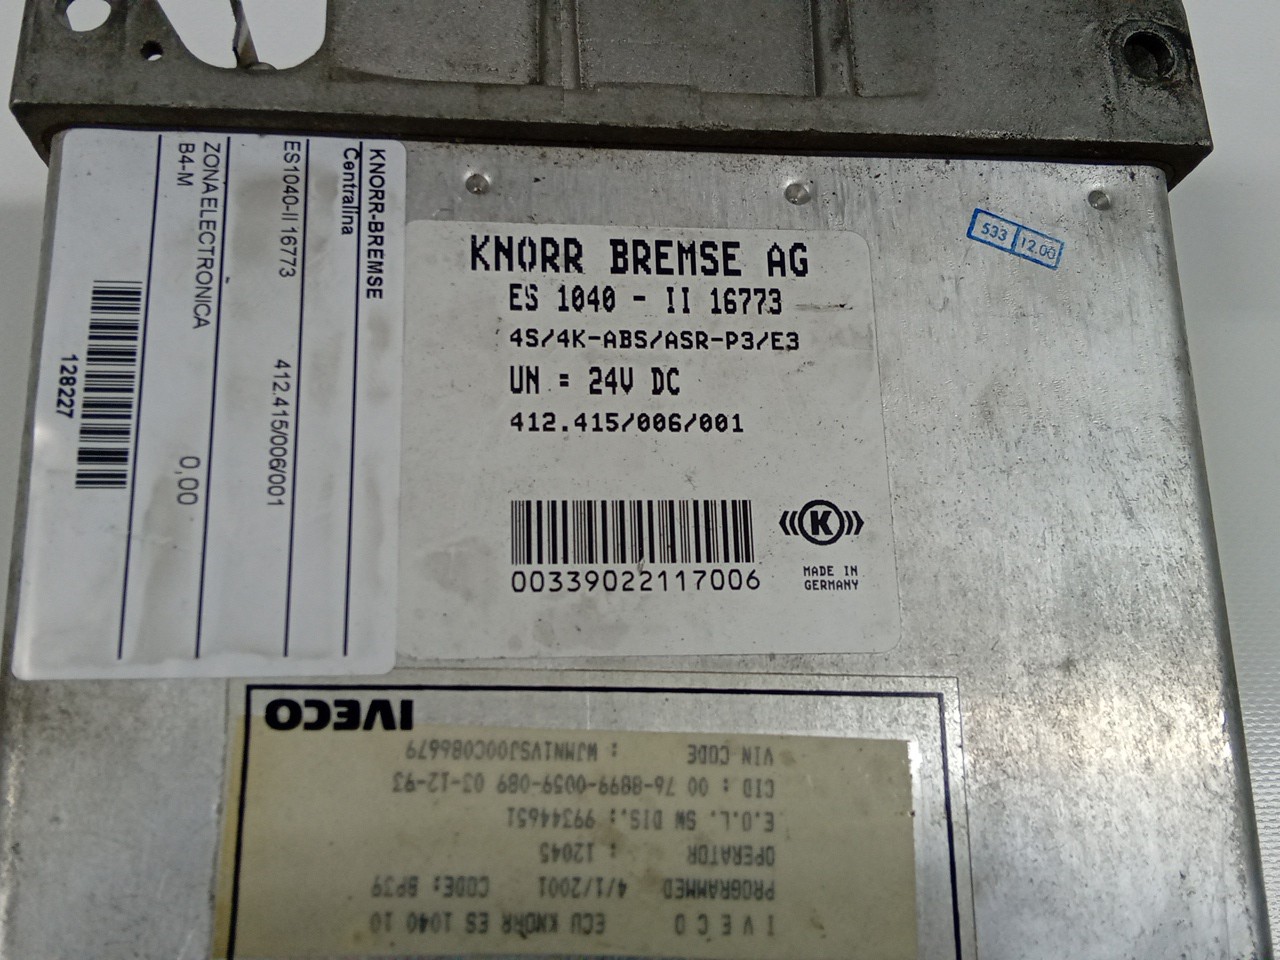 KNORR-BREMSE
Centralina
ES1040-II 16773 412.415/006/001
ZONAELECTRONICA 0,00
B4-M
128227
KNORR BREMSE AG
ES 1040 - II 16773
4S/4K-ABS/ASR-P3/E3
UN = 24V DC
412.415/006/001
00339022117006
K
MADE IN
GERMANY
533 12.00
IVECO
I V E C O ECU KNORR ES 1040 10
PROGRAMMED 4/1/2001 CODE: BP39
OPERATOR : 12045
E.O.L. SW DIS.: 99344651
CID : 00 76-8899-0059-089 03-12-93
VIN CODE : WJMN1VSJ00C086679